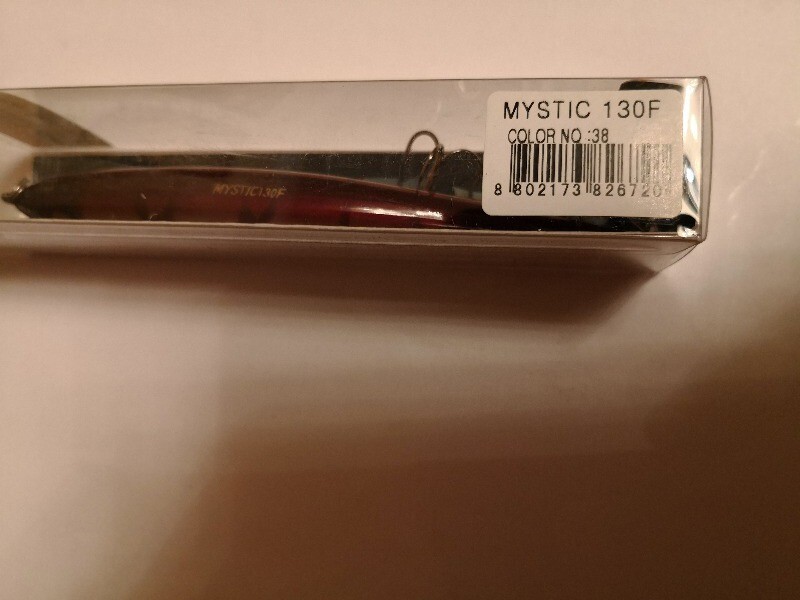 MYSTIC 130F
COLOR NO :38
8 802173 826720
MYSTIC130F